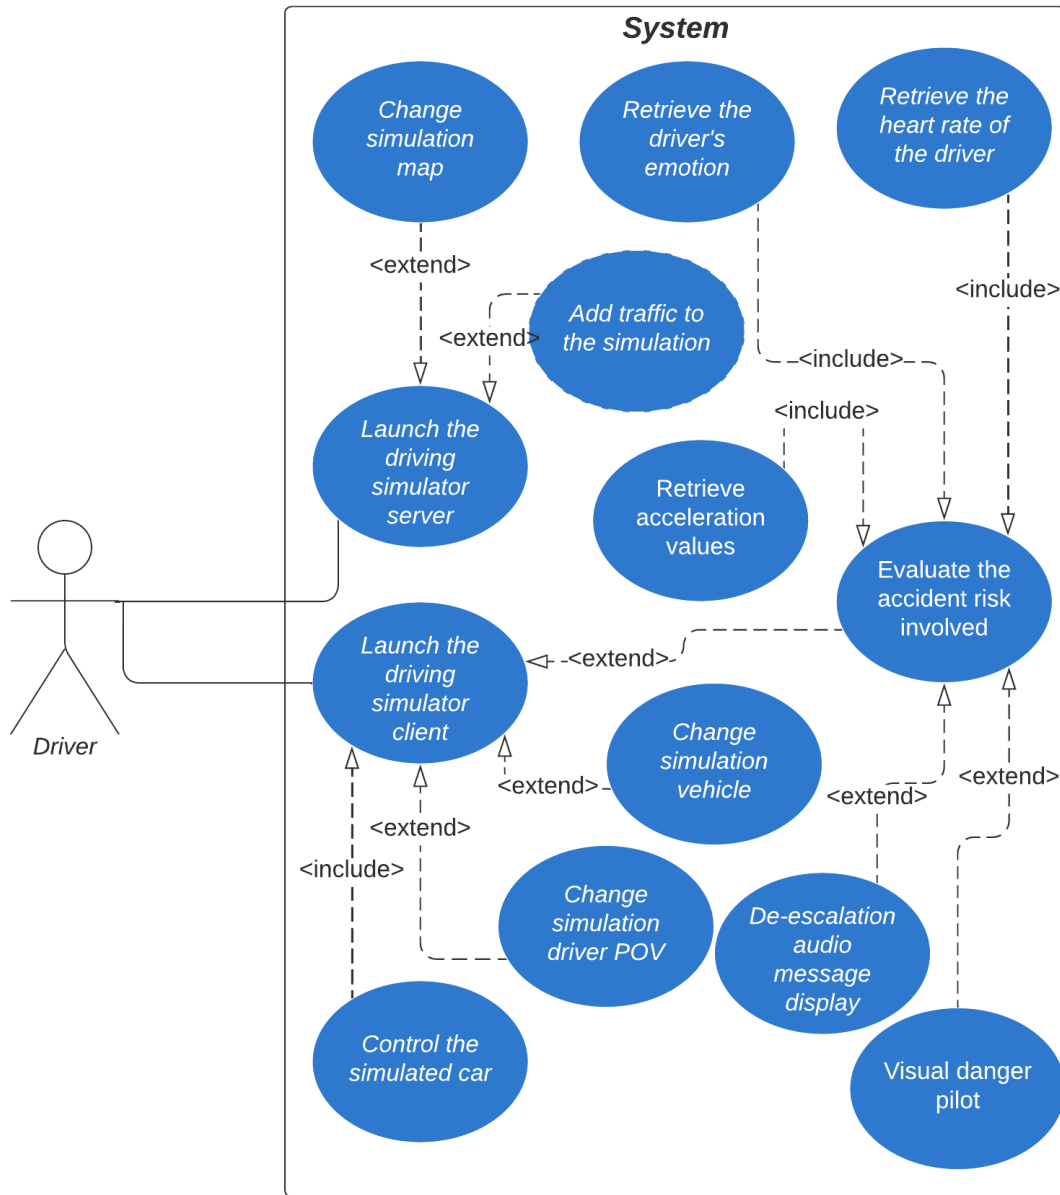 System
Change
simulation
map
Retrieve the
driver's
emotion
Retrieve the
heart rate of
the driver
<extend>
<include>
Add traffic to
the simulation
<extend>
<include>
<include>
Launch the
driving
simulator
server
Retrieve
acceleration
values
Evaluate the
accident risk
involved
Launch the
driving
simulator
client
<extend>
Driver
Change
simulation
vehicle
<extend>
<extend>
<extend>
<extend>
<include>
Change
simulation
driver POV
De-escalation
audio
message
display
Control the
simulated car
Visual danger
pilot